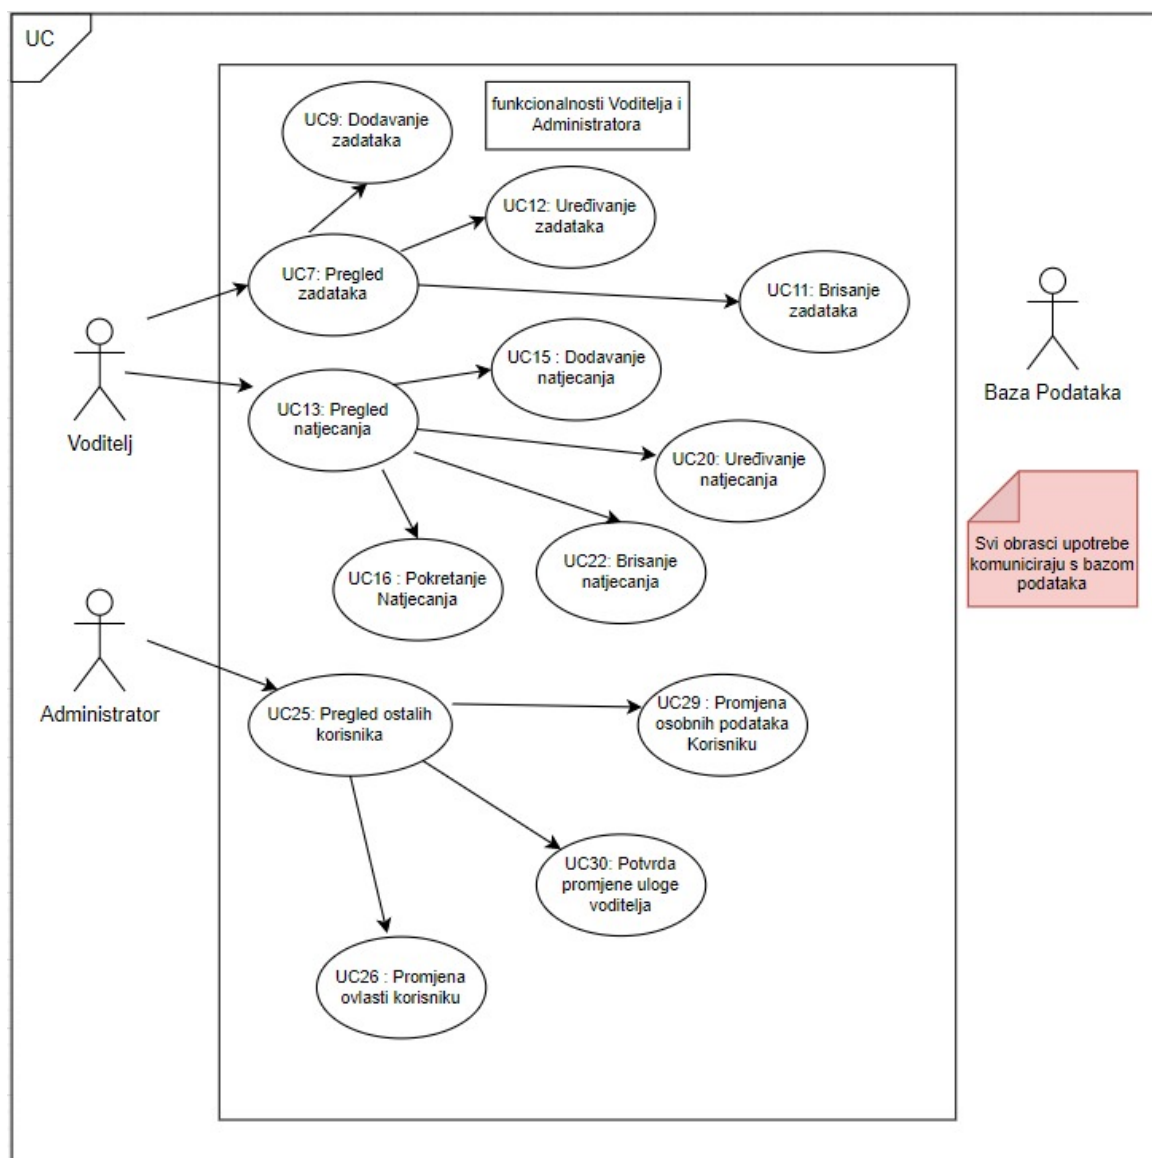 UC
UC9: Dodavanje
zadataka
funkcionalnosti Voditelja i
Administratora
UC12: Uređivanje
zadataka
UC7: Pregled
zadataka
UC11: Brisanje
zadataka
Baza Podataka
UC15 : Dodavanje
natjecanja
Voditelj
UC13: Pregled
natjecanja
UC20: Uređivanje
natjecanja
UC22: Brisanje
natjecanja
UC16 : Pokretanje
Natjecanja
Svi obrasci upotrebe
komuniciraju s bazom
podataka
Administrator
UC25: Pregled ostalih
korisnika
UC29 : Promjena
osobnih podataka
Korisniku
UC30: Potvrda
promjene uloge
voditelja
UC26 : Promjena
ovlasti korisniku